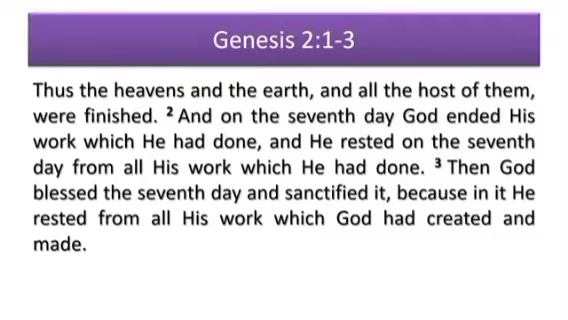 Genesis 2:1-3
Thus the heavens and the earth, and all the host of them,
were finished. ² And on the seventh day God ended His
work which He had done, and He rested on the seventh
day from all His work which He had done. ³ Then God
blessed the seventh day and sanctified it, because in it He
rested from all His work which God had created and
made.